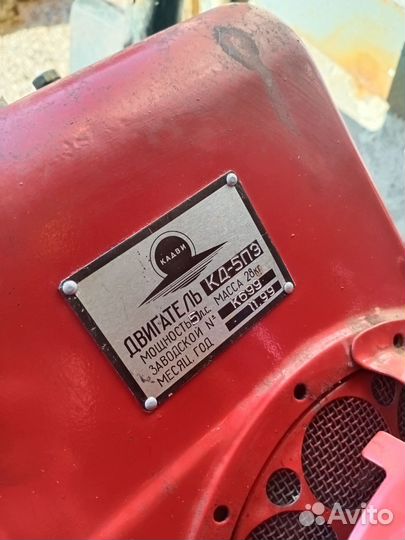 КАДВИ
ДВИГАТЕЛЬ КД-5ПЭ
МОЩНОСТЬ 5 л.с. МАССА 28 кг
ЗАВОДСКОЙ № К699
МЕСЯЦ, ГОД 11.99
Avito